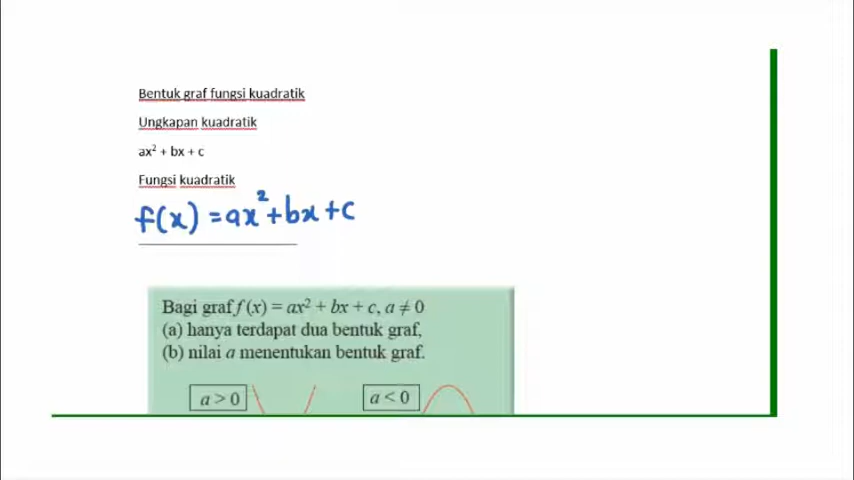 Bentuk graf fungsi kuadratik
Ungkapan kuadratik
ax² + bx + c
Fungsi kuadratik
f(x) = ax² + bx + c
Bagi graf f (x) = ax² + bx + c, a ≠ 0
(a) hanya terdapat dua bentuk graf,
(b) nilai a menentukan bentuk graf.
a > 0 a < 0